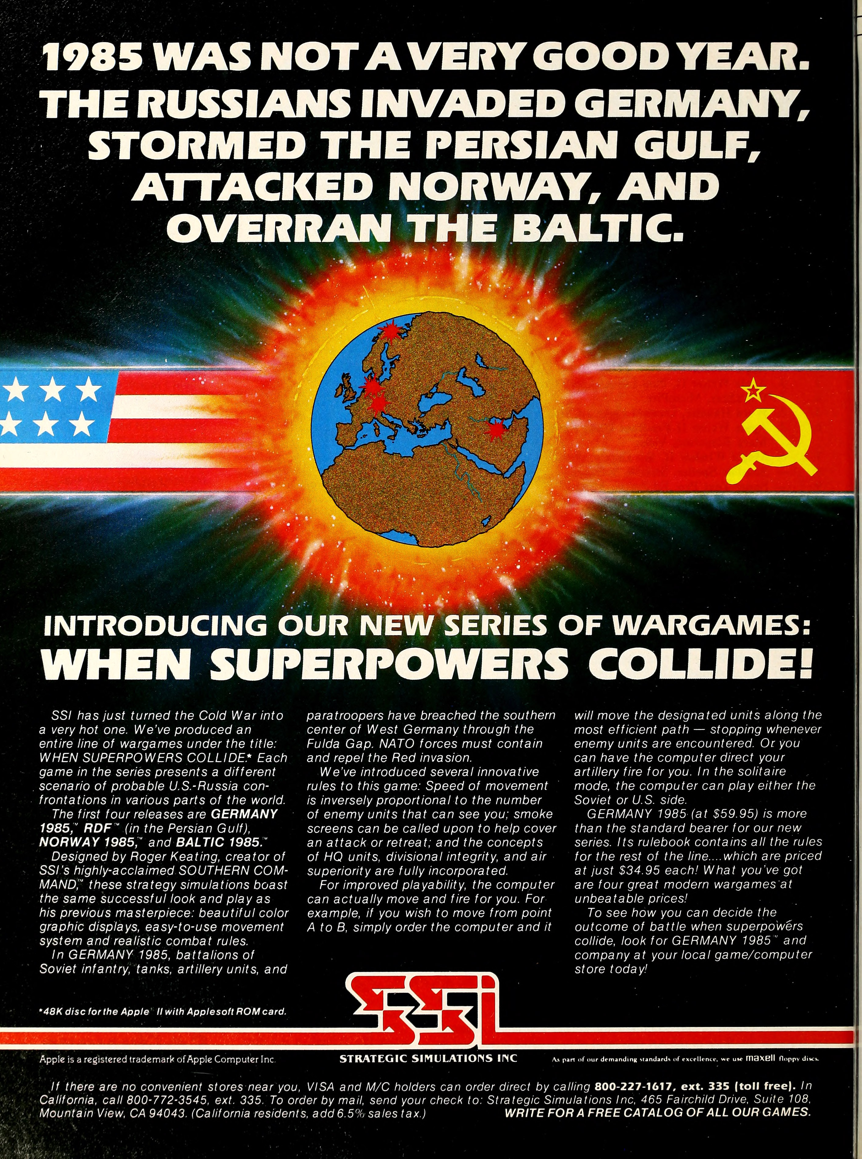 1985 WAS NOT A VERY GOOD YEAR.
THE RUSSIANS INVADED GERMANY,
STORMED THE PERSIAN GULF,
ATTACKED NORWAY, AND
OVERRAN THE BALTIC.
INTRODUCING OUR NEW SERIES OF WARGAMES:
WHEN SUPERPOWERS COLLIDE!
SSI has just turned the Cold War into
a very hot one. We've produced an
entire line of wargames under the title:
WHEN SUPERPOWERS COLLIDE.* Each
game in the series presents a different
scenario of probable U.S.-Russia con-
frontations in various parts of the world.
The first four releases are GERMANY
1985,™ RDF™ (in the Persian Gulf),
NORWAY 1985,™ and BALTIC 1985.™
Designed by Roger Keating, creator of
SSI's highly-acclaimed SOUTHERN COM-
MAND,™ these strategy simulations boast
the same successful look and play as
his previous masterpiece: beautiful color
graphic displays, easy-to-use movement
system and realistic combat rules.
In GERMANY 1985, battalions of
Soviet infantry, tanks, artillery units, and
paratroopers have breached the southern
center of West Germany through the
Fulda Gap. NATO forces must contain
and repel the Red invasion.
We've introduced several innovative
rules to this game: Speed of movement
is inversely proportional to the number
of enemy units that can see you; smoke
screens can be called upon to help cover
an attack or retreat; and the concepts
of HQ units, divisional integrity, and air
superiority are fully incorporated.
For improved playability, the computer
can actually move and fire for you. For
example, if you wish to move from point
A to B, simply order the computer and it
will move the designated units along the
most efficient path — stopping whenever
enemy units are encountered. Or you
can have the computer direct your
artillery fire for you. In the solitaire
mode, the computer can play either the
Soviet or U.S. side.
GERMANY 1985 (at $59.95) is more
than the standard bearer for our new
series. Its rulebook contains all the rules
for the rest of the line....which are priced
at just $34.95 each! What you've got
are four great modern wargames at
unbeatable prices!
To see how you can decide the
outcome of battle when superpowers
collide, look for GERMANY 1985™ and
company at your local game/computer
store today!
*48K disc for the Apple® II with Applesoft ROM card.
SSi
Apple is a registered trademark of Apple Computer Inc.
STRATEGIC SIMULATIONS INC
As part of our demanding standards of excellence, we use maxell floppy discs.
If there are no convenient stores near you, VISA and M/C holders can order direct by calling 800-227-1617, ext. 335 (toll free). In
California, call 800-772-3545, ext. 335. To order by mail, send your check to: Strategic Simulations Inc, 465 Fairchild Drive, Suite 108,
Mountain View, CA 94043. (California residents, add 6.5% sales tax.) WRITE FOR A FREE CATALOG OF ALL OUR GAMES.